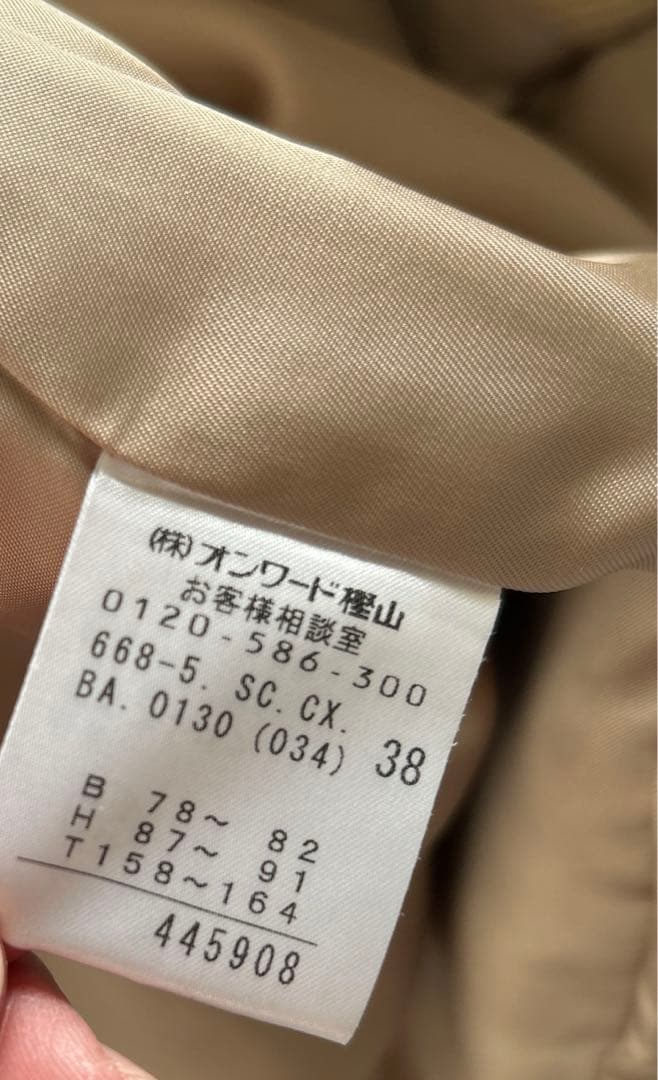 (株)オンワード樫山
お客様相談室
0120-586-300
668-5. SC. CX.
BA. 0130 (034) 38
B 78～ 82
H 87～ 91
T158～164
445908